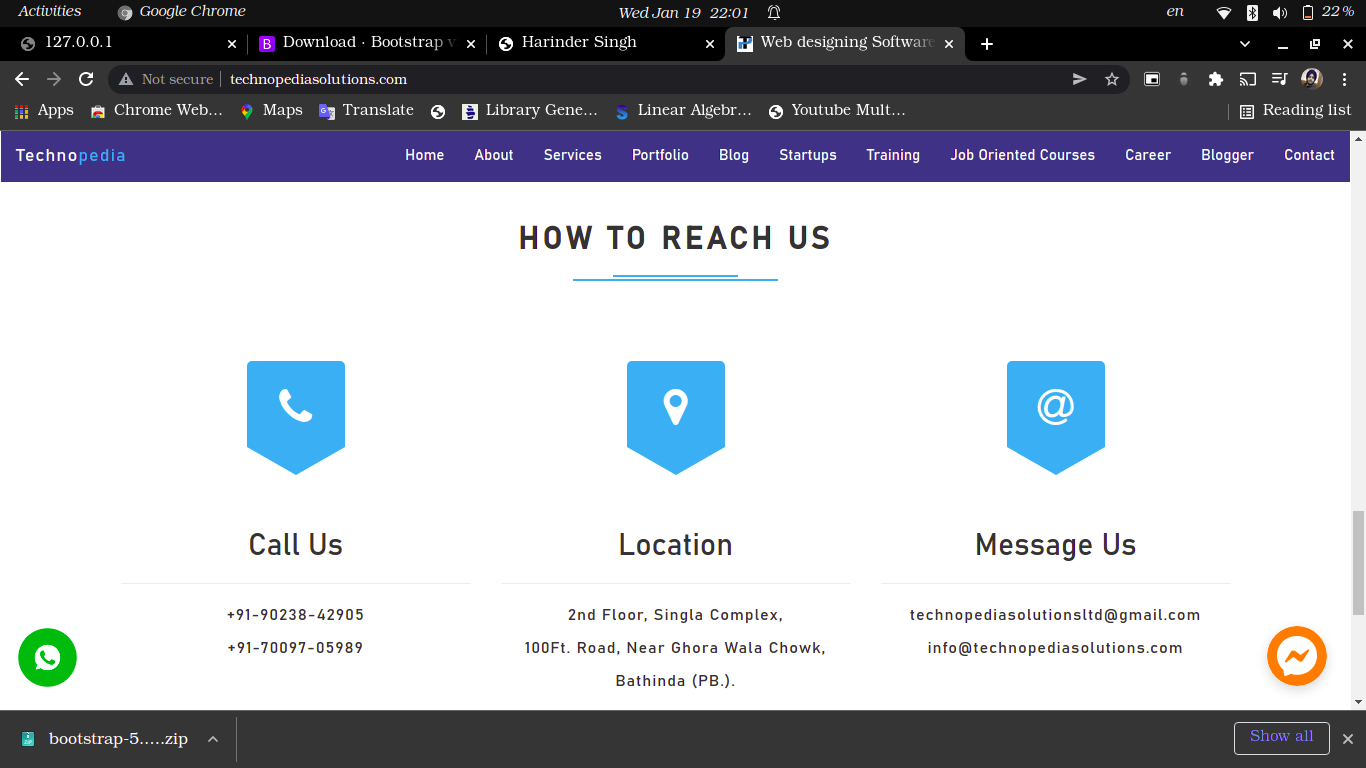 Activities Google Chrome Wed Jan 19 22:01 en 22 %
127.0.0.1 Download · Bootstrap v Harinder Singh Web designing Software
Not secure technopediasolutions.com
Apps Chrome Web... Maps Translate Library Gene... Linear Algebr... Youtube Mult... Reading list
Technopedia Home About Services Portfolio Blog Startups Training Job Oriented Courses Career Blogger Contact
HOW TO REACH US
@
Call Us Location Message Us
+91-90238-42905 2nd Floor, Singla Complex, technopediasolutionsltd@gmail.com
+91-70097-05989 100Ft. Road, Near Ghora Wala Chowk, info@technopediasolutions.com
Bathinda (PB.).
bootstrap-5.....zip Show all